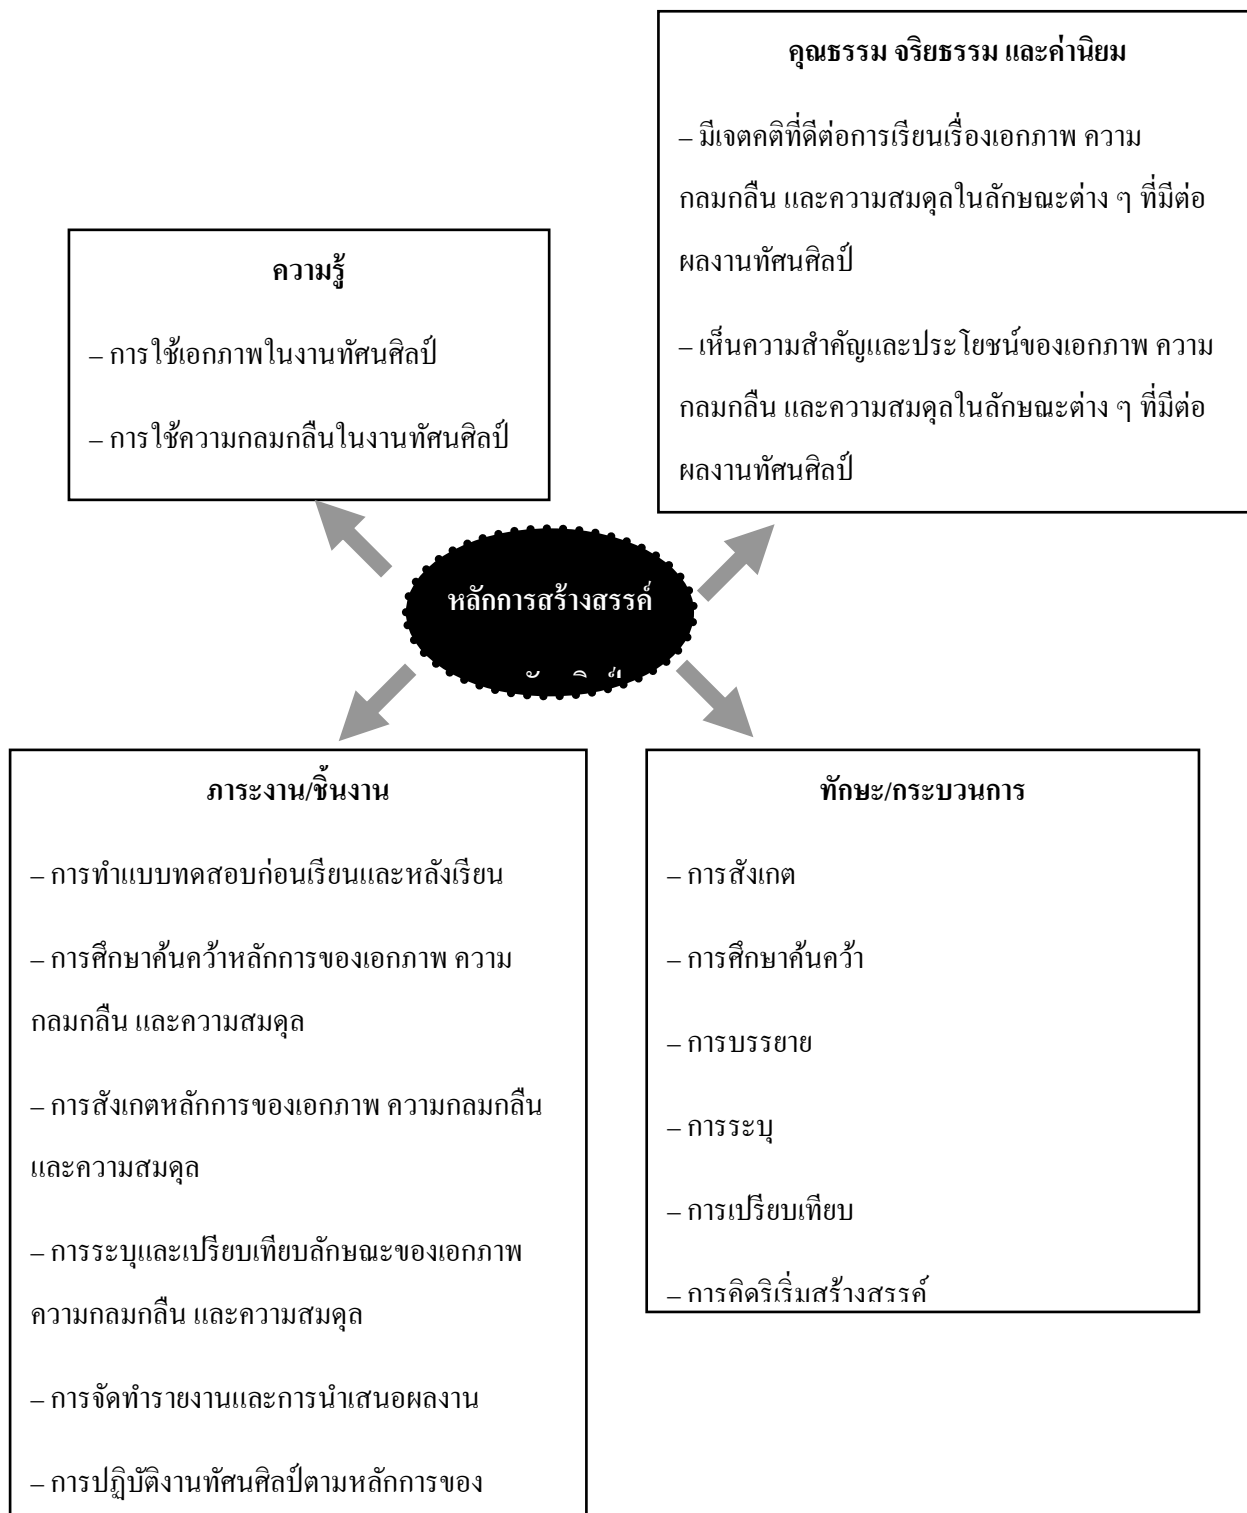 คุณธรรม จริยธรรม และค่านิยม
– มีเจตคติที่ดีต่อการเรียนเรื่องเอกภาพ ความ
กลมกลืน และความสมดุลในลักษณะต่าง ๆ ที่มีต่อ
ผลงานทัศนศิลป์
– เห็นความสำคัญและประโยชน์ของเอกภาพ ความ
กลมกลืน และความสมดุลในลักษณะต่าง ๆ ที่มีต่อ
ผลงานทัศนศิลป์
ความรู้
– การใช้เอกภาพในงานทัศนศิลป์
– การใช้ความกลมกลืนในงานทัศนศิลป์
หลักการสร้างสรรค์
ภาระงาน/ชิ้นงาน
– การทำแบบทดสอบก่อนเรียนและหลังเรียน
– การศึกษาค้นคว้าหลักการของเอกภาพ ความ
กลมกลืน และความสมดุล
– การสังเกตหลักการของเอกภาพ ความกลมกลืน
และความสมดุล
– การระบุและเปรียบเทียบลักษณะของเอกภาพ
ความกลมกลืน และความสมดุล
– การจัดทำรายงานและการนำเสนอผลงาน
– การปฏิบัติงานทัศนศิลป์ตามหลักการของ
ทักษะ/กระบวนการ
– การสังเกต
– การศึกษาค้นคว้า
– การบรรยาย
– การระบุ
– การเปรียบเทียบ
– การคิดริเริ่มสร้างสรรค์